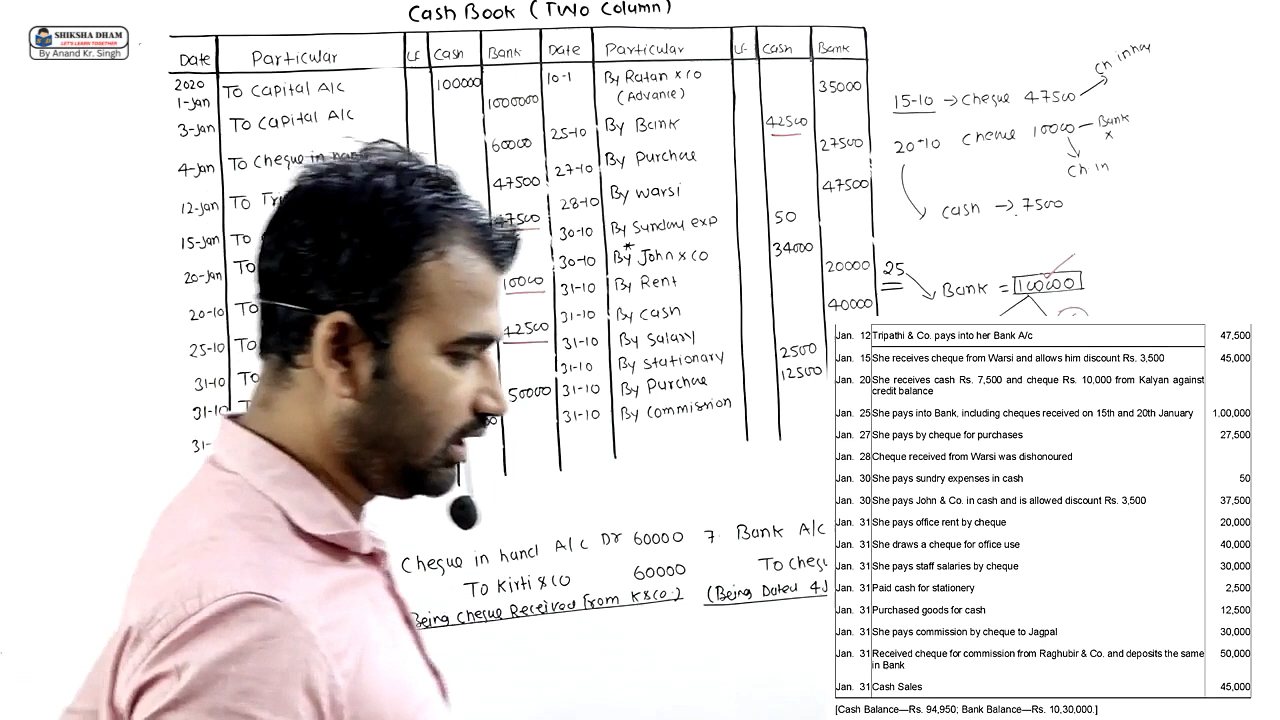 Cash Book (Two Column)
SHIKSHA DHAM
LET'S LEARN TOGETHER
By Anand Kr. Singh
Date Particular LF Cash Bank Date Particular LF Cash Bank
2020
1-Jan To Capital A/c 100000 10-1 By Ratan & Co 35000
(Advance)
3-Jan To Capital A/c 1000000 25-10 By Bank 42500
4-Jan To Cheque in 60000 27-10 By Purchae 27500
12-Jan To 47500 28-10 By Warsi 47500
15-Jan To 47500 30-10 By Sunday exp 50
20-Jan To 30-10 By John & Co 34000
20-10 To 10000 31-10 By Rent 20000
25-10 To 42500 31-10 By Cash 40000
31-10 To 31-10 By Salary
31-10 50000 31-10 By Stationary 2500
31- 31-10 By Purchae 12500
31-10 By Commission
15-10 → Cheque 47500
20-10 Cheque 10000 — Bank
x
Ch in
Cash → 7500
25 Bank = 100000
Cheque in hand A/c Dr 60000
To Kirti & Co 60000
Being Cheque Received from K&Co.)
7. Bank A/c
To Chequ
(Being Dated 4J
Jan. 12 Tripathi & Co. pays into her Bank A/c 47,500
Jan. 15 She receives cheque from Warsi and allows him discount Rs. 3,500 45,000
Jan. 20 She receives cash Rs. 7,500 and cheque Rs. 10,000 from Kalyan against
credit balance
Jan. 25 She pays into Bank, including cheques received on 15th and 20th January 1,00,000
Jan. 27 She pays by cheque for purchases 27,500
Jan. 28 Cheque received from Warsi was dishonoured
Jan. 30 She pays sundry expenses in cash 50
Jan. 30 She pays John & Co. in cash and is allowed discount Rs. 3,500 37,500
Jan. 31 She pays office rent by cheque 20,000
Jan. 31 She draws a cheque for office use 40,000
Jan. 31 She pays staff salaries by cheque 30,000
Jan. 31 Paid cash for stationery 2,500
Jan. 31 Purchased goods for cash 12,500
Jan. 31 She pays commission by cheque to Jagpal 30,000
Jan. 31 Received cheque for commission from Raghubir & Co. and deposits the same 50,000
in Bank
Jan. 31 Cash Sales 45,000
[Cash Balance—Rs. 94,950; Bank Balance—Rs. 10,30,000.]